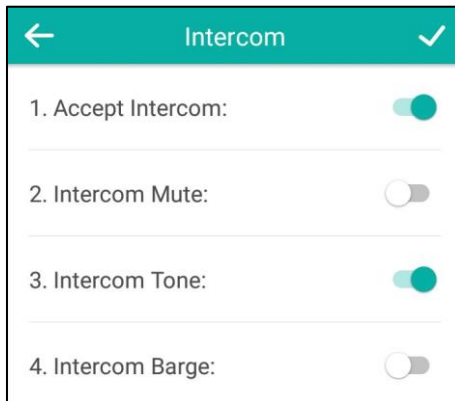 Intercom
1. Accept Intercom:
2. Intercom Mute:
3. Intercom Tone:
4. Intercom Barge: